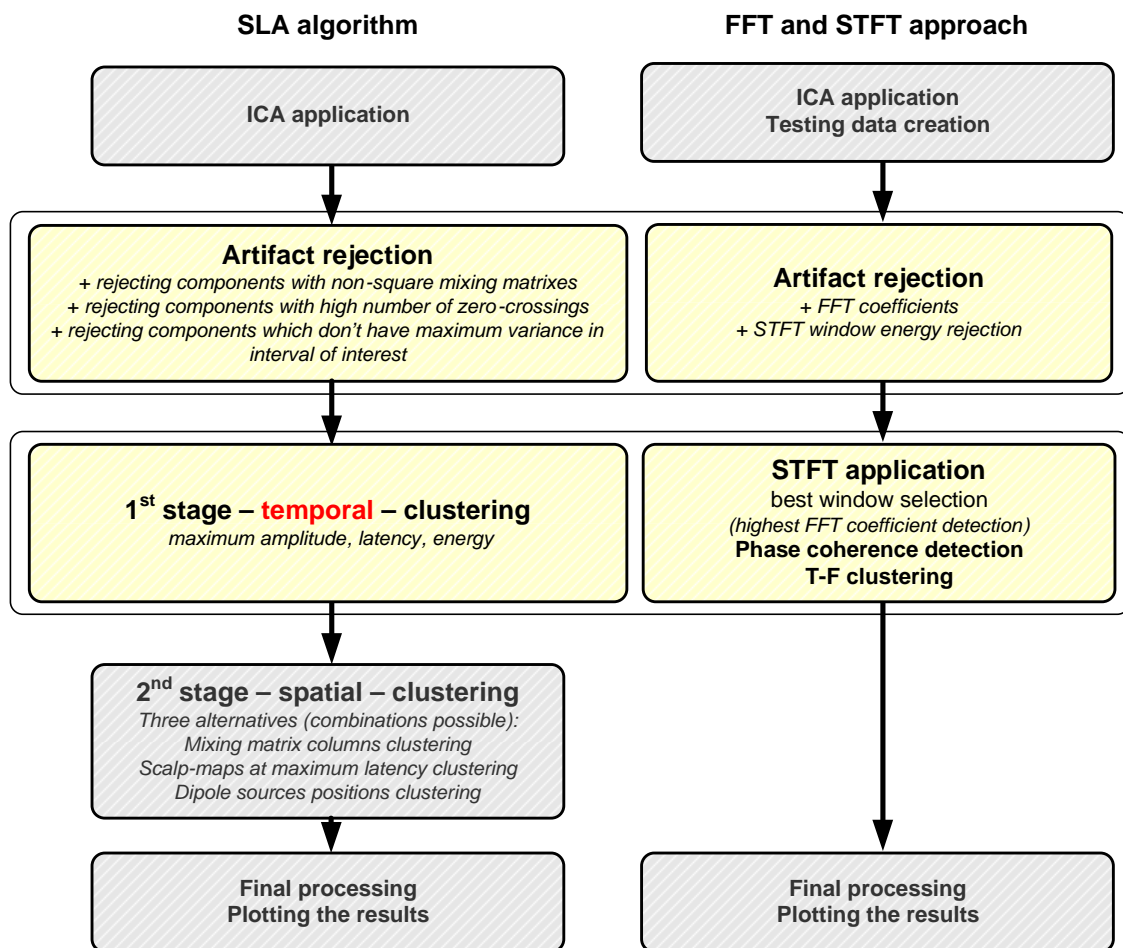 SLA algorithm
FFT and STFT approach
ICA application
ICA application
Testing data creation
Artifact rejection
+ rejecting components with non-square mixing matrixes
+ rejecting components with high number of zero-crossings
+ rejecting components which don't have maximum variance in
interval of interest
Artifact rejection
+ FFT coefficients
+ STFT window energy rejection
1st stage – temporal – clustering
maximum amplitude, latency, energy
STFT application
best window selection
(highest FFT coefficient detection)
Phase coherence detection
T-F clustering
2nd stage – spatial – clustering
Three alternatives (combinations possible):
Mixing matrix columns clustering
Scalp-maps at maximum latency clustering
Dipole sources positions clustering
Final processing
Plotting the results
Final processing
Plotting the results